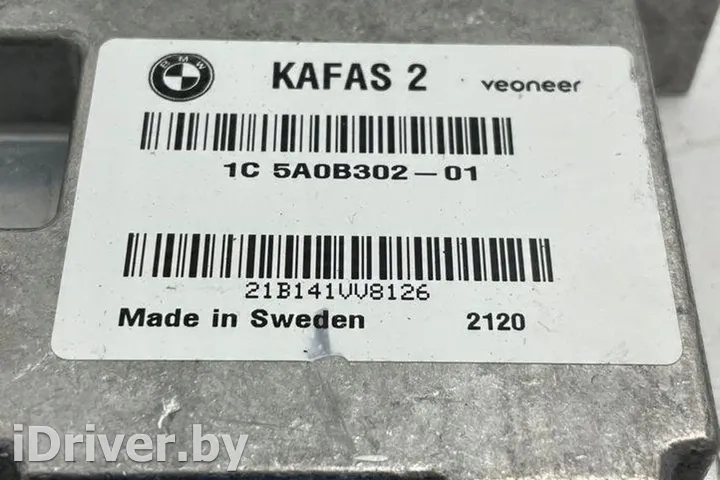 BMW
KAFAS 2
veoneer
1C 5A0B302-01
21B141VV8126
Made in Sweden 2120
iDriver.by